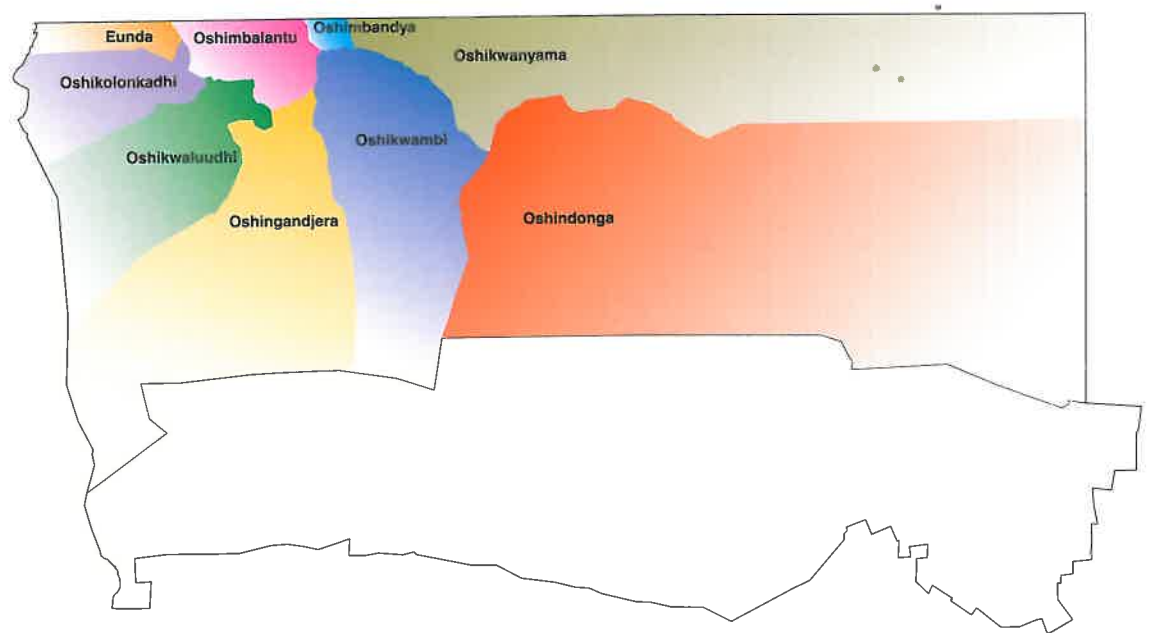 Eunda
Oshimbalantu
Oshimbandya
Oshikwanyama
Oshikolonkadhi
Oshikwambi
Oshikwaluudhi
Oshingandjera
Oshindonga